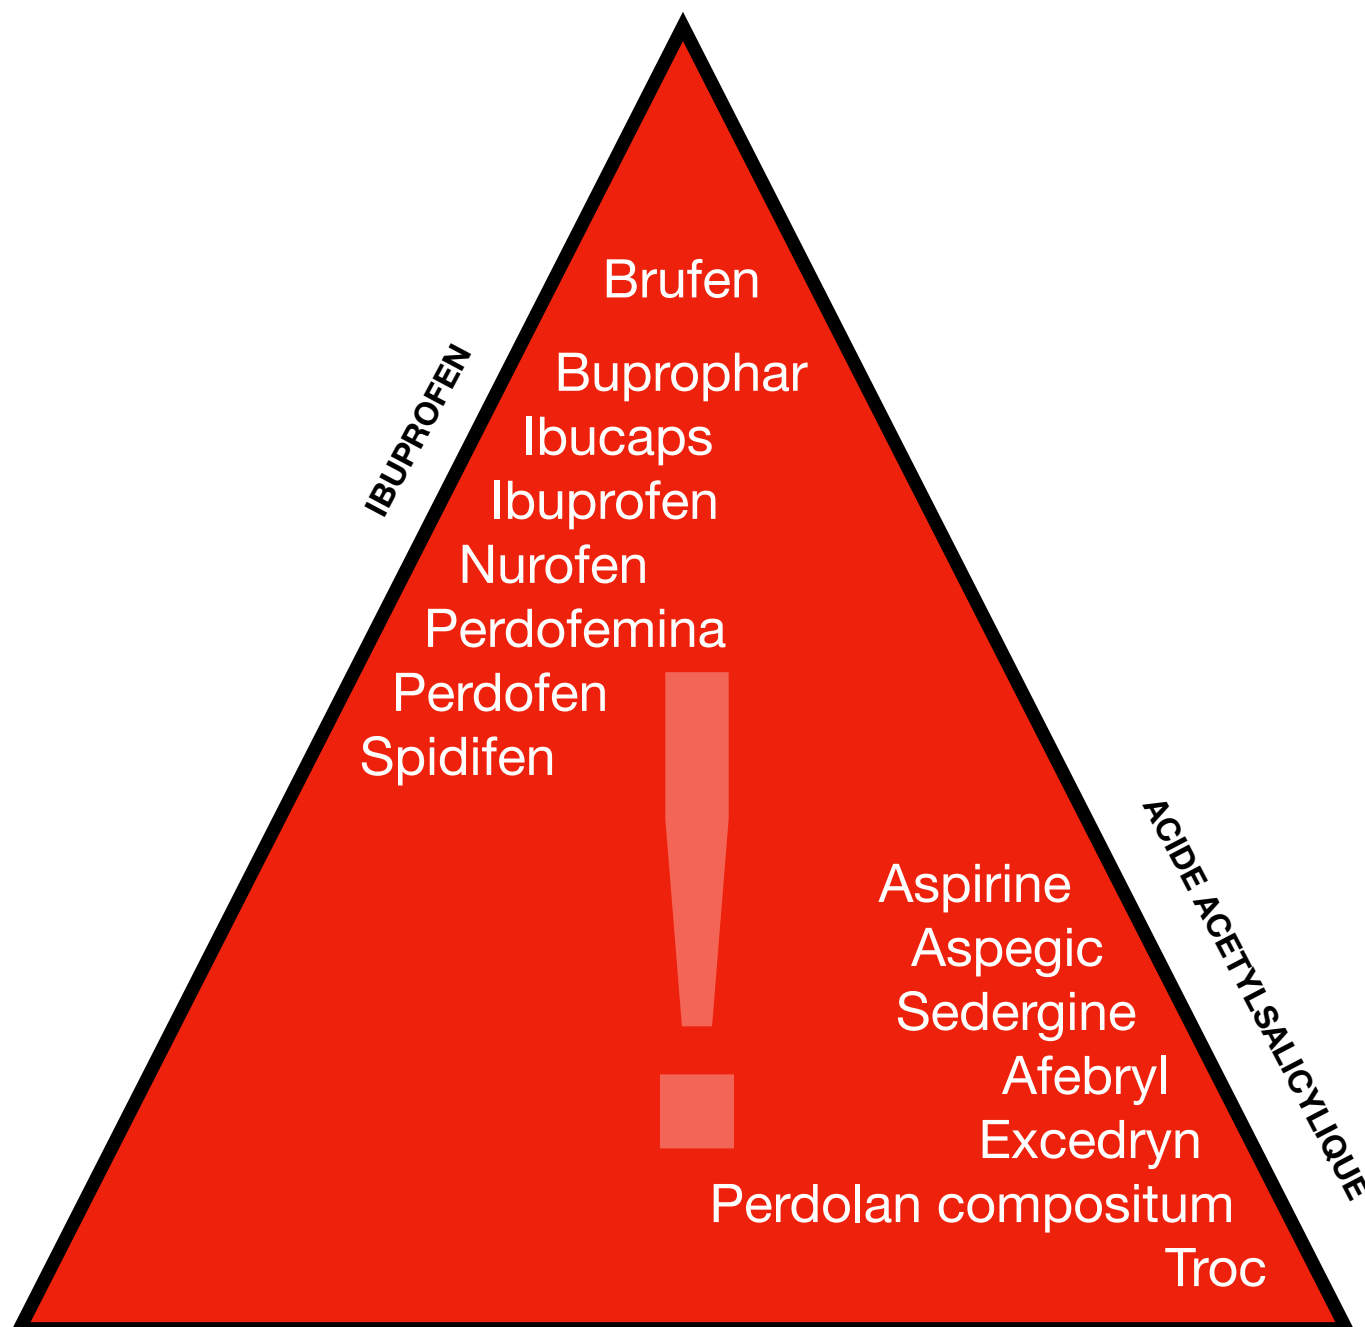 Brufen
IBUPROFEN
Buprophar
Ibucaps
Ibuprofen
Nurofen
Perdofemina
Perdofen
Spidifen
ACIDE ACETYLSALICYLIQUE
Aspirine
Aspegic
Sedergine
Afebryl
Excedryn
Perdolan compositum
Troc
!